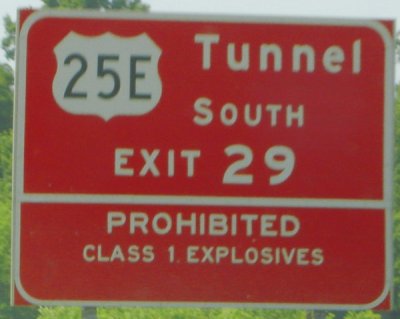 25E Tunnel
SOUTH
EXIT 29
PROHIBITED
CLASS 1 EXPLOSIVES